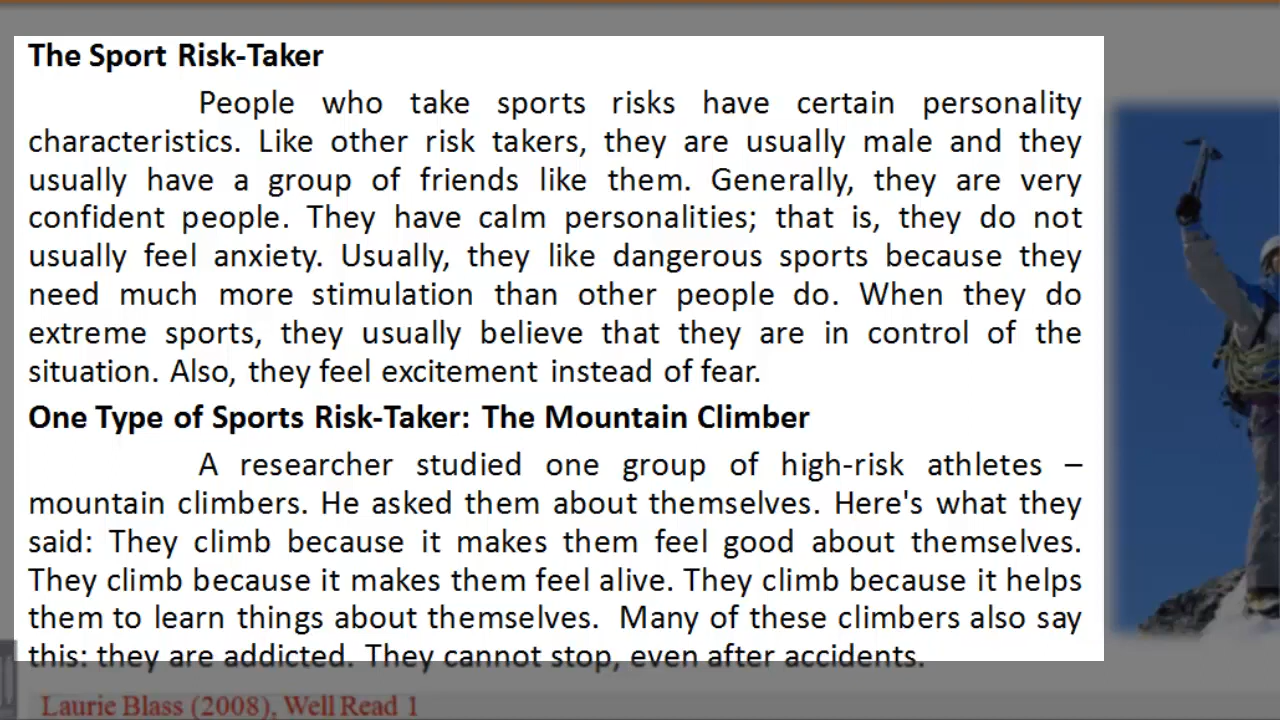 The Sport Risk-Taker
People who take sports risks have certain personality
characteristics. Like other risk takers, they are usually male and they
usually have a group of friends like them. Generally, they are very
confident people. They have calm personalities; that is, they do not
usually feel anxiety. Usually, they like dangerous sports because they
need much more stimulation than other people do. When they do
extreme sports, they usually believe that they are in control of the
situation. Also, they feel excitement instead of fear.
One Type of Sports Risk-Taker: The Mountain Climber
A researcher studied one group of high-risk athletes –
mountain climbers. He asked them about themselves. Here's what they
said: They climb because it makes them feel good about themselves.
They climb because it makes them feel alive. They climb because it helps
them to learn things about themselves.  Many of these climbers also say
this: they are addicted. They cannot stop, even after accidents.
Laurie Blass (2008), Well Read 1